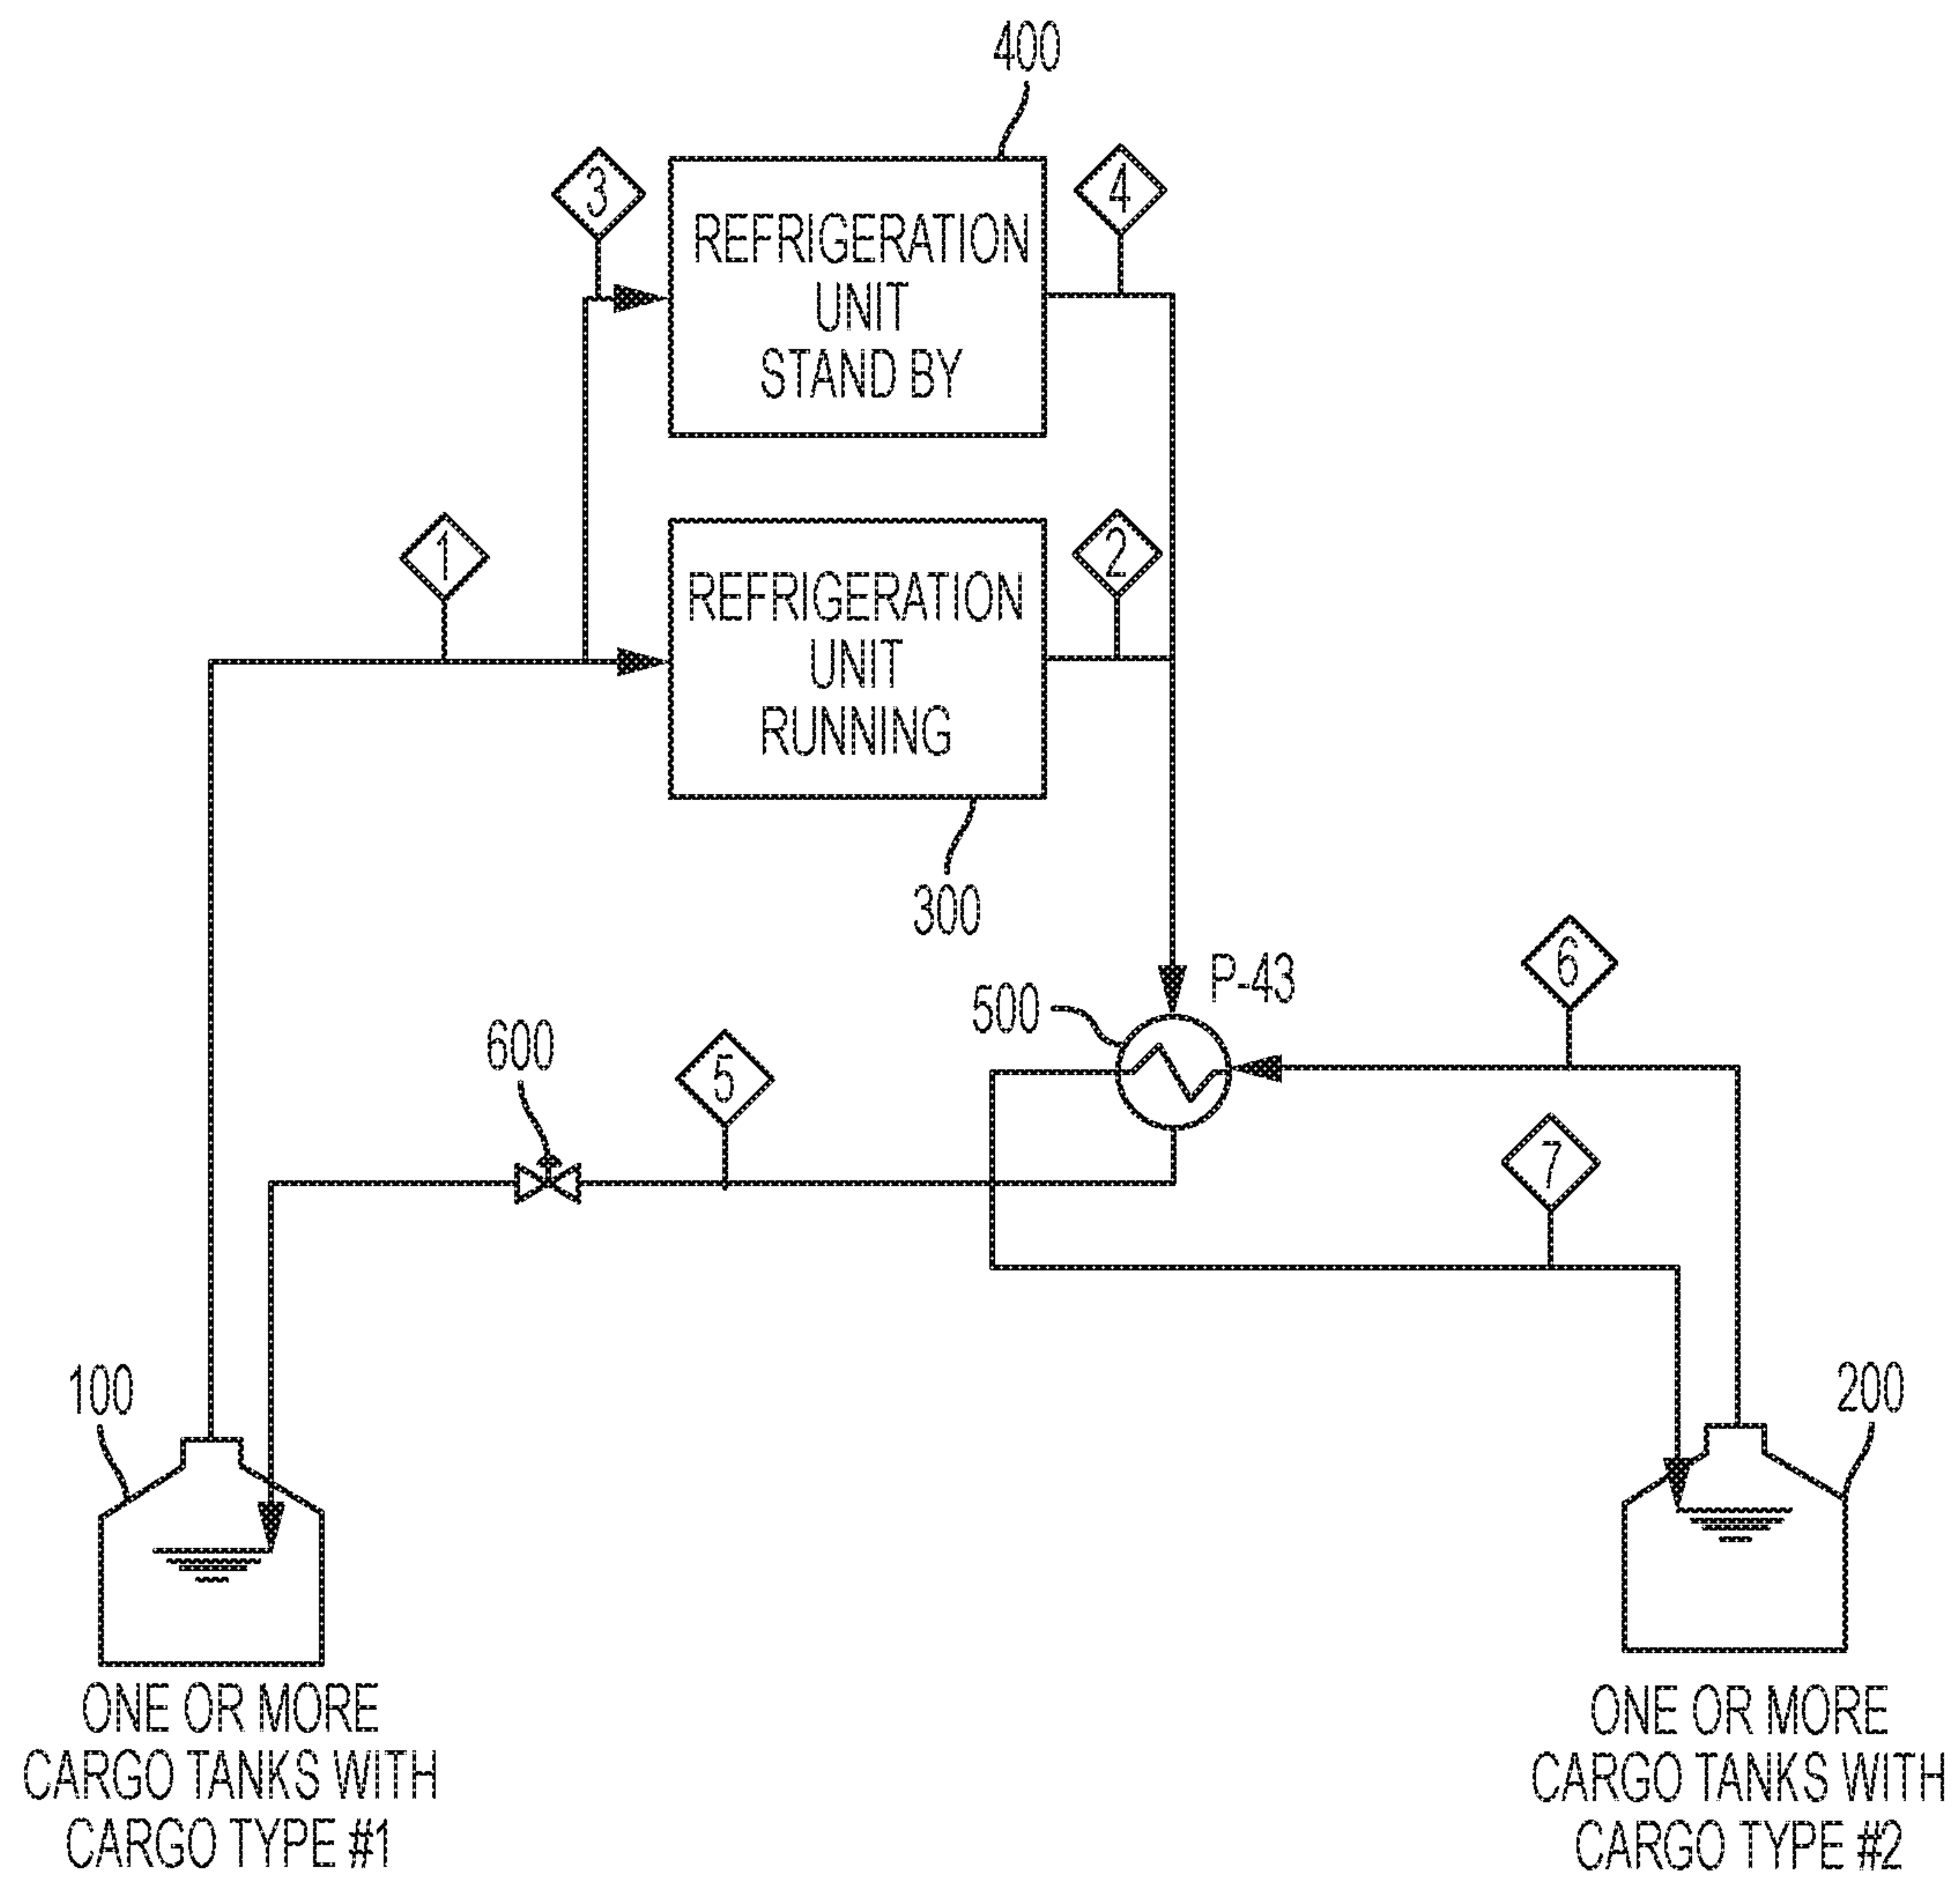 400
3
4
REFRIGERATION
UNIT
STAND BY
1
2
REFRIGERATION
UNIT
RUNNING
300
P-43
6
500
600
5
7
100
200
ONE OR MORE
CARGO TANKS WITH
CARGO TYPE #1
ONE OR MORE
CARGO TANKS WITH
CARGO TYPE #2